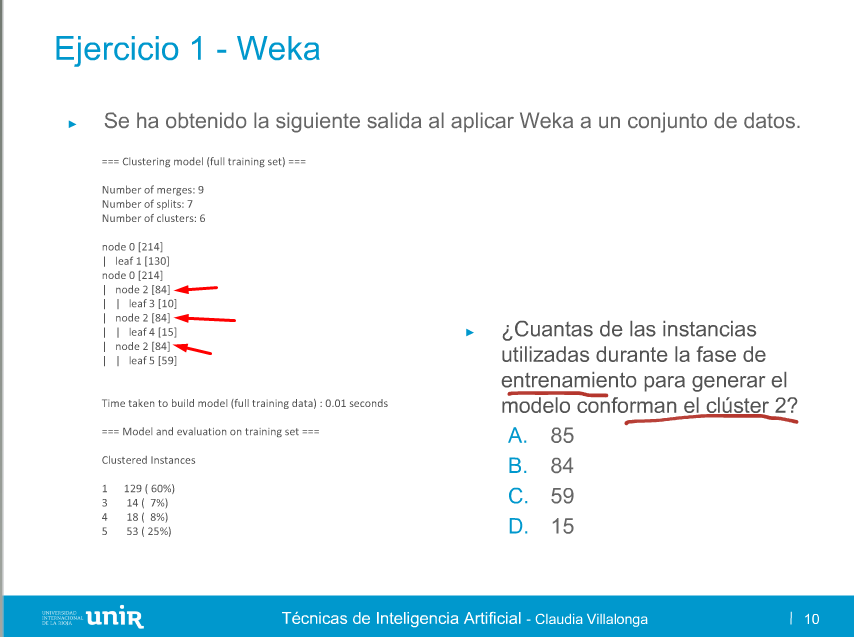 Ejercicio 1 - Weka
► Se ha obtenido la siguiente salida al aplicar Weka a un conjunto de datos.
=== Clustering model (full training set) ===
Number of merges: 9
Number of splits: 7
Number of clusters: 6
node 0 [214]
| leaf 1 [130]
node 0 [214]
| node 2 [84]
| | leaf 3 [10]
| node 2 [84]
| | leaf 4 [15]
| node 2 [84]
| | leaf 5 [59]
Time taken to build model (full training data) : 0.01 seconds
=== Model and evaluation on training set ===
Clustered Instances
1 129 ( 60%)
3 14 ( 7%)
4 18 ( 8%)
5 53 ( 25%)
► ¿Cuantas de las instancias
utilizadas durante la fase de
entrenamiento para generar el
modelo conforman el clúster 2?
A. 85
B. 84
C. 59
D. 15
UNIVERSIDAD
INTERNACIONAL
DE LA RIOJA
unir
Técnicas de Inteligencia Artificial - Claudia Villalonga
| 10